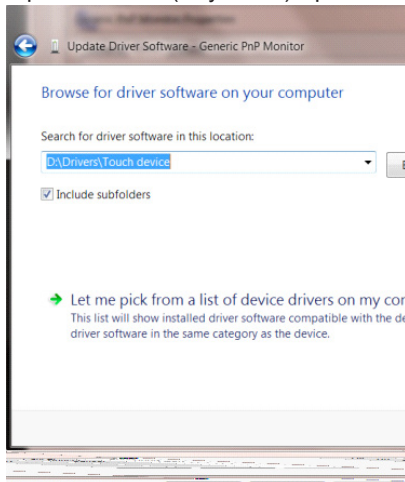 Update Driver Software - Generic PnP Monitor
Browse for driver software on your computer
Search for driver software in this location:
D:\Drivers\Touch device
Include subfolders
Let me pick from a list of device drivers on my
This list will show installed driver software compatible with the
driver software in the same category as the device.